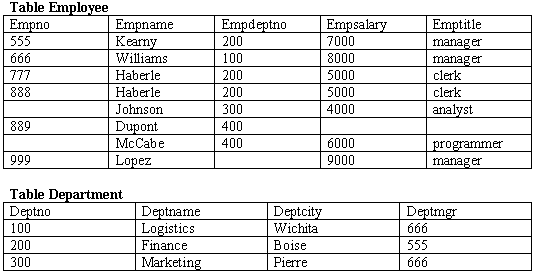 Table Employee
Empno Empname Empdeptno Empsalary Emptitle
555 Kearny 200 7000 manager
666 Williams 100 8000 manager
777 Haberle 200 5000 clerk
888 Haberle 200 5000 clerk
Johnson 300 4000 analyst
889 Dupont 400
McCabe 400 6000 programmer
999 Lopez 9000 manager
Table Department
Deptno Deptname Deptcity Deptmgr
100 Logistics Wichita 666
200 Finance Boise 555
300 Marketing Pierre 666